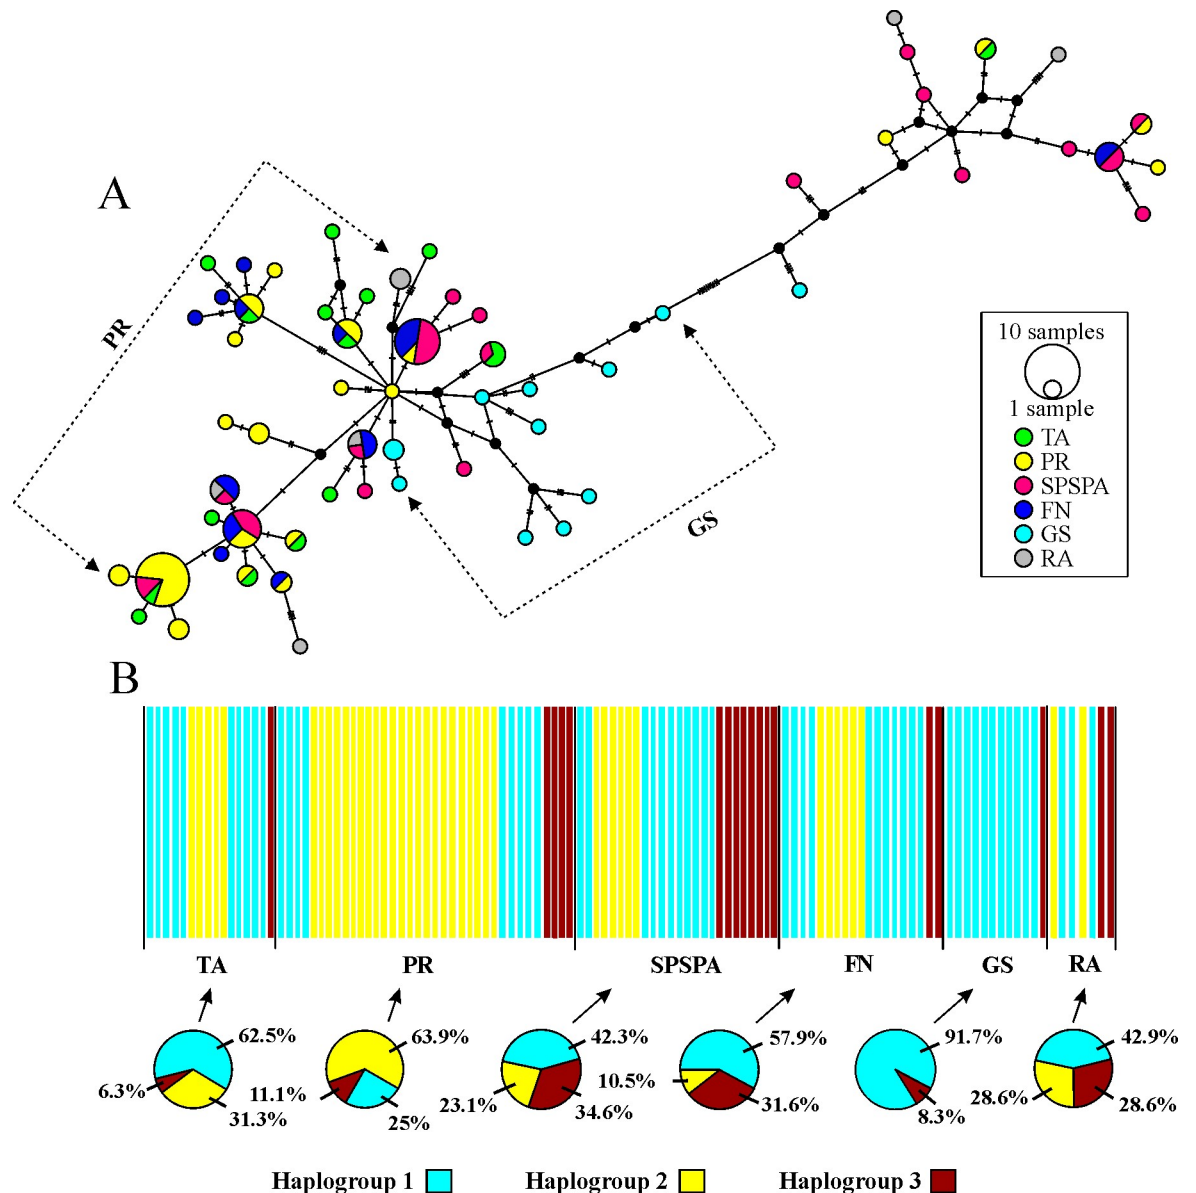 A
PR
GS
10 samples
1 sample
TA
PR
SPSPA
FN
GS
RA
B
TA PR SPSPA FN GS RA
62.5%
6.3%
31.3%
63.9%
11.1%
25%
42.3%
23.1%
34.6%
57.9%
10.5%
31.6%
91.7%
8.3%
42.9%
28.6%
28.6%
Haplogroup 1 Haplogroup 2 Haplogroup 3